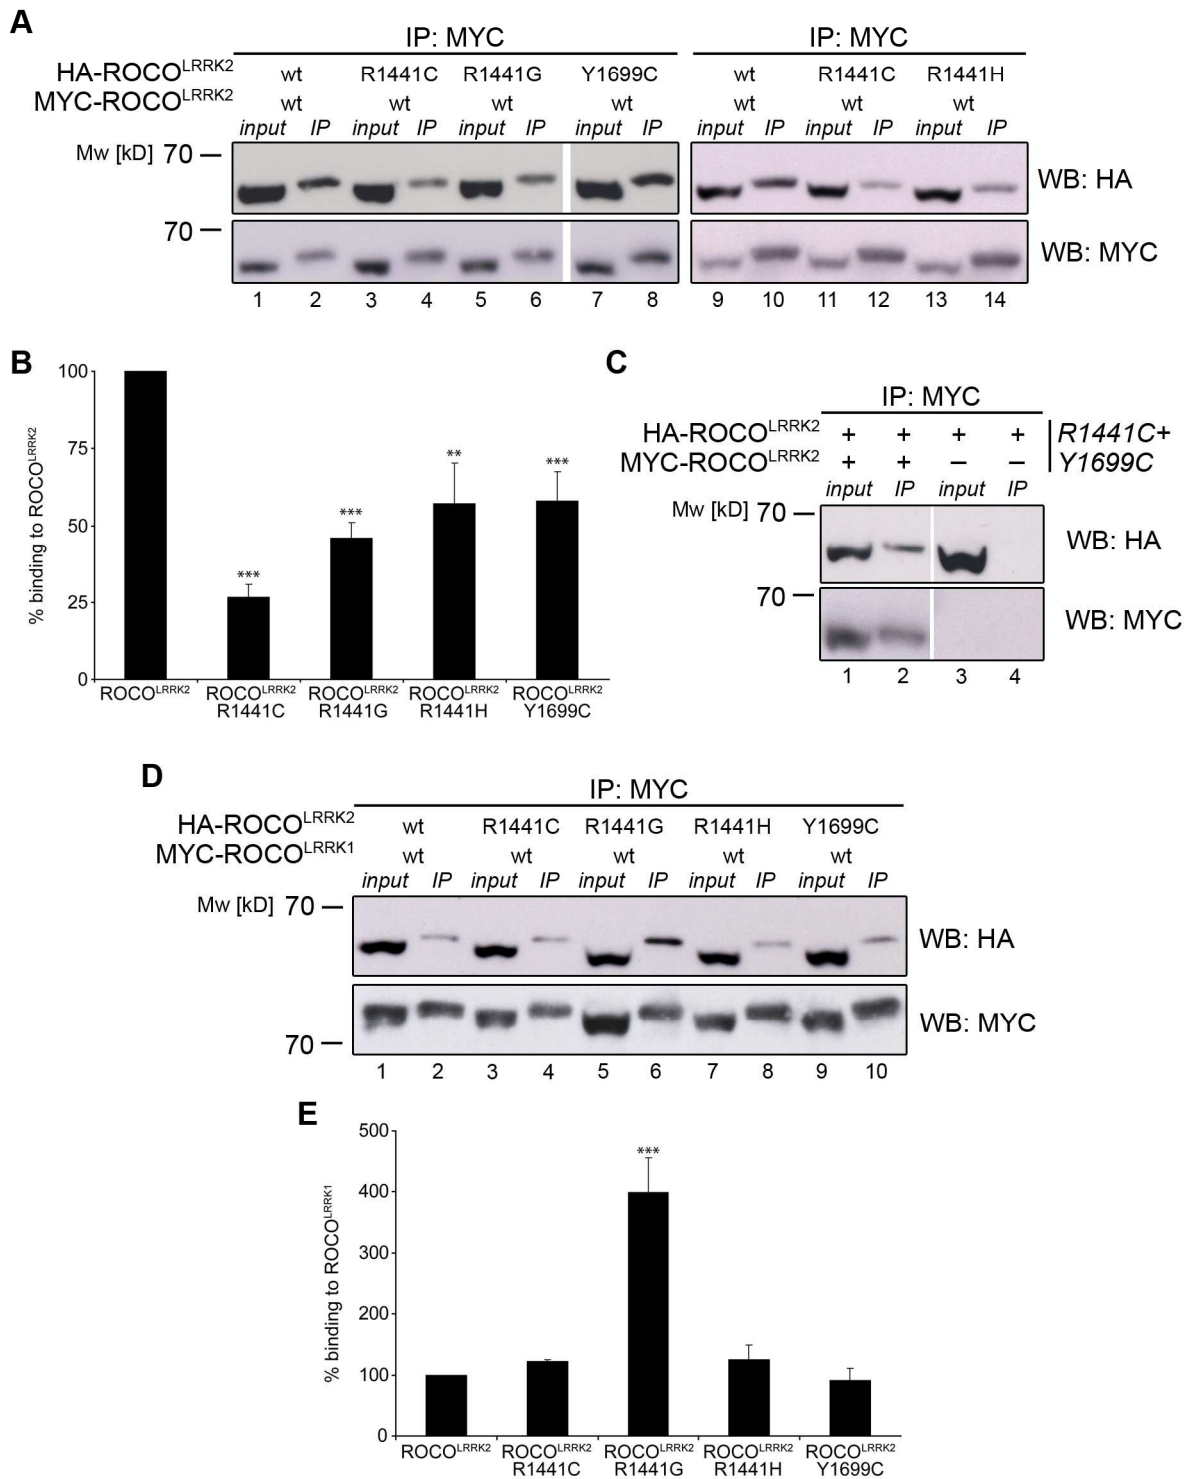 A
IP: MYC IP: MYC
HA-ROCO^LRRK2 wt R1441C R1441G Y1699C wt R1441C R1441H
MYC-ROCO^LRRK2 wt wt wt wt wt wt wt
input IP input IP input IP input IP input IP input IP input IP
Mw [kD] 70
WB: HA
70
WB: MYC
1 2 3 4 5 6 7 8 9 10 11 12 13 14
B
% binding to ROCO^LRRK2
100
75
50
25
0
*** *** ** ***
ROCO^LRRK2 ROCO^LRRK2 ROCO^LRRK2 ROCO^LRRK2 ROCO^LRRK2
R1441C R1441G R1441H Y1699C
C
IP: MYC
HA-ROCO^LRRK2 + + + + R1441C+
MYC-ROCO^LRRK2 + + − − Y1699C
input IP input IP
Mw [kD] 70
WB: HA
70
WB: MYC
1 2 3 4
D
IP: MYC
HA-ROCO^LRRK2 wt R1441C R1441G R1441H Y1699C
MYC-ROCO^LRRK1 wt wt wt wt wt
input IP input IP input IP input IP input IP
Mw [kD] 70
WB: HA
WB: MYC
70
1 2 3 4 5 6 7 8 9 10
E
% binding to ROCO^LRRK1
500
400
300
200
100
0
***
ROCO^LRRK2 ROCO^LRRK2 ROCO^LRRK2 ROCO^LRRK2 ROCO^LRRK2
R1441C R1441G R1441H Y1699C